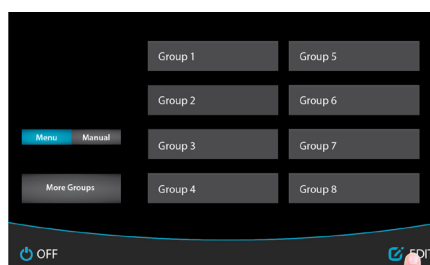 Group 1
Group 5
Group 2
Group 6
Menu
Manual
Group 3
Group 7
More Groups
Group 4
Group 8
OFF
EDIT